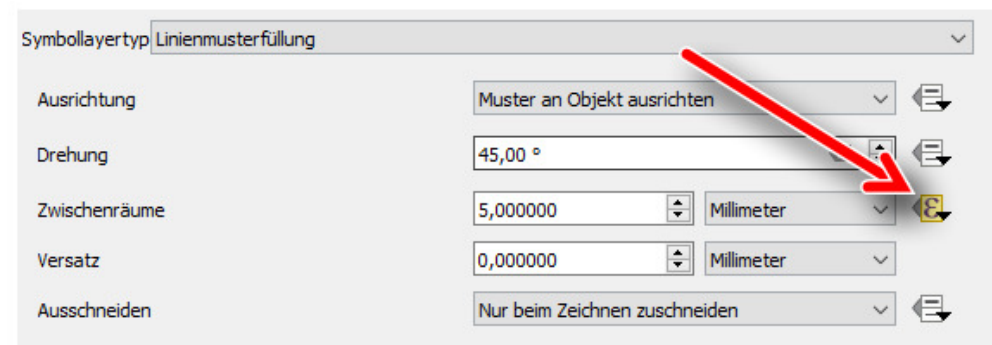 Symbollayertyp Linienmusterfüllung
Ausrichtung Muster an Objekt ausrichten
Drehung 45,00 °
Zwischenräume 5,000000 Millimeter ε
Versatz 0,000000 Millimeter
Ausschneiden Nur beim Zeichnen zuschneiden